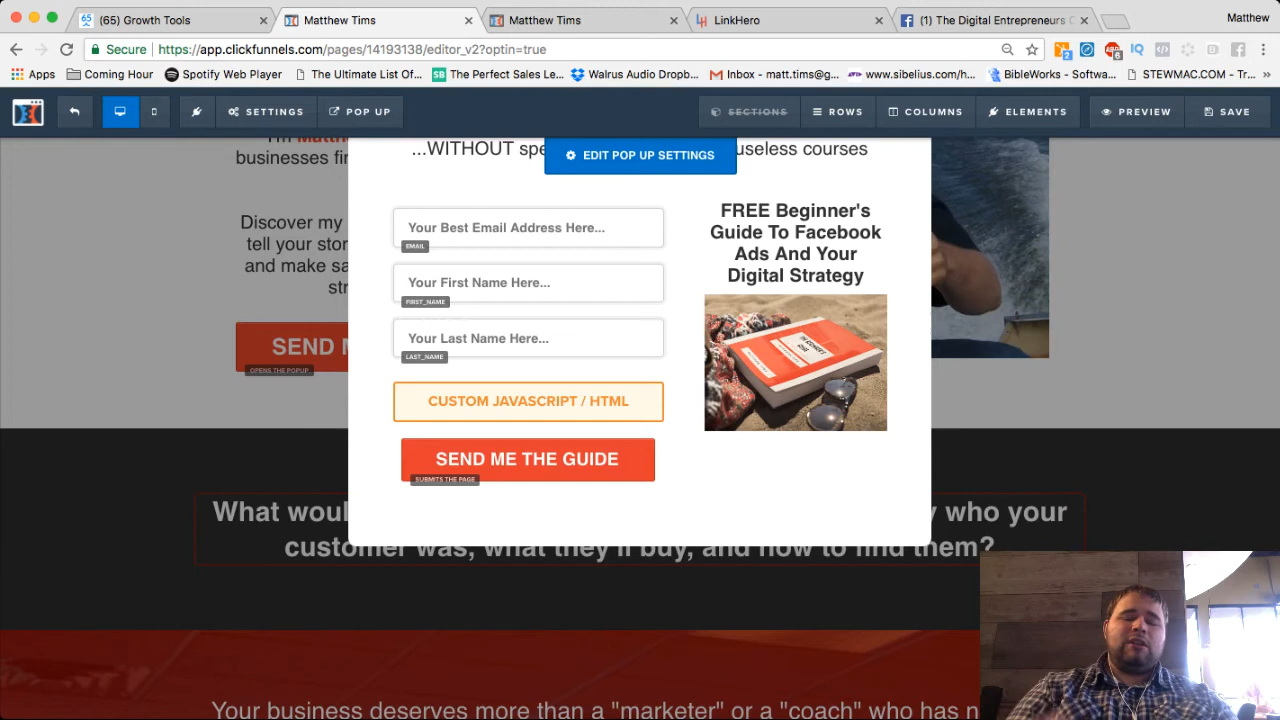 (65) Growth Tools
Matthew Tims
Matthew Tims
LinkHero
(1) The Digital Entrepreneurs C
Matthew
Secure
https://app.clickfunnels.com/pages/14193138/editor_v2?optin=true
Apps
Coming Hour
Spotify Web Player
The Ultimate List Of...
The Perfect Sales Le...
Walrus Audio Dropb...
Inbox - matt.tims@g...
www.sibelius.com/h...
BibleWorks - Softwa...
STEWMAC.COM - Tr...
SETTINGS
POP UP
SECTIONS
ROWS
COLUMNS
ELEMENTS
PREVIEW
SAVE
businesses fi
...WITHOUT spe
useless courses
EDIT POP UP SETTINGS
Discover my
tell your stor
and make sa
str
SEND M
OPENS THE POPUP
Your Best Email Address Here...
EMAIL
Your First Name Here...
FIRST_NAME
Your Last Name Here...
LAST_NAME
CUSTOM JAVASCRIPT / HTML
SEND ME THE GUIDE
SUBMITS THE PAGE
FREE Beginner's
Guide To Facebook
Ads And Your
Digital Strategy
What woul
y who your
customer was, what they'll buy, and how to find them?
Your business deserves more than a "marketer" or a "coach" who has n